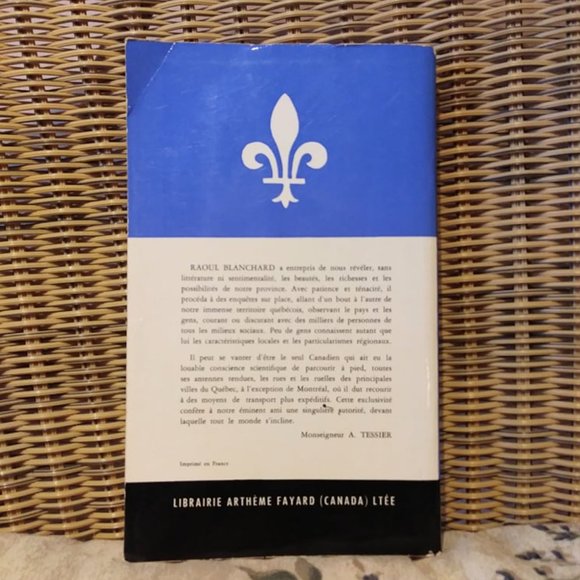 RAOUL BLANCHARD a entrepris de nous révéler, sans
littérature ni sentimentalité, les beautés, les richesses et les
possibilités de notre province. Avec patience et ténacité, il
procéda à des enquêtes sur place, allant d'un bout à l'autre de
notre immense territoire québécois, observant le pays et les
gens, courant ou discutant avec des milliers de personnes de
tous les milieux sociaux. Peu de gens connaissent autant que
lui les caractéristiques locales et les particularismes régionaux.
Il peut se vanter d'être le seul Canadien qui ait eu la
louable conscience scientifique de parcourir à pied, toutes
ses antennes tendues, les rues et les ruelles des principales
villes du Québec, à l'exception de Montréal, où il dut recourir
à des moyens de transport plus expéditifs. Cette exclusivité
confère à notre éminent ami une singulière autorité, devant
laquelle tout le monde s'incline.
Monseigneur A. TESSIER
Imprimé en France
LIBRAIRIE ARTHÈME FAYARD (CANADA) LTÉE